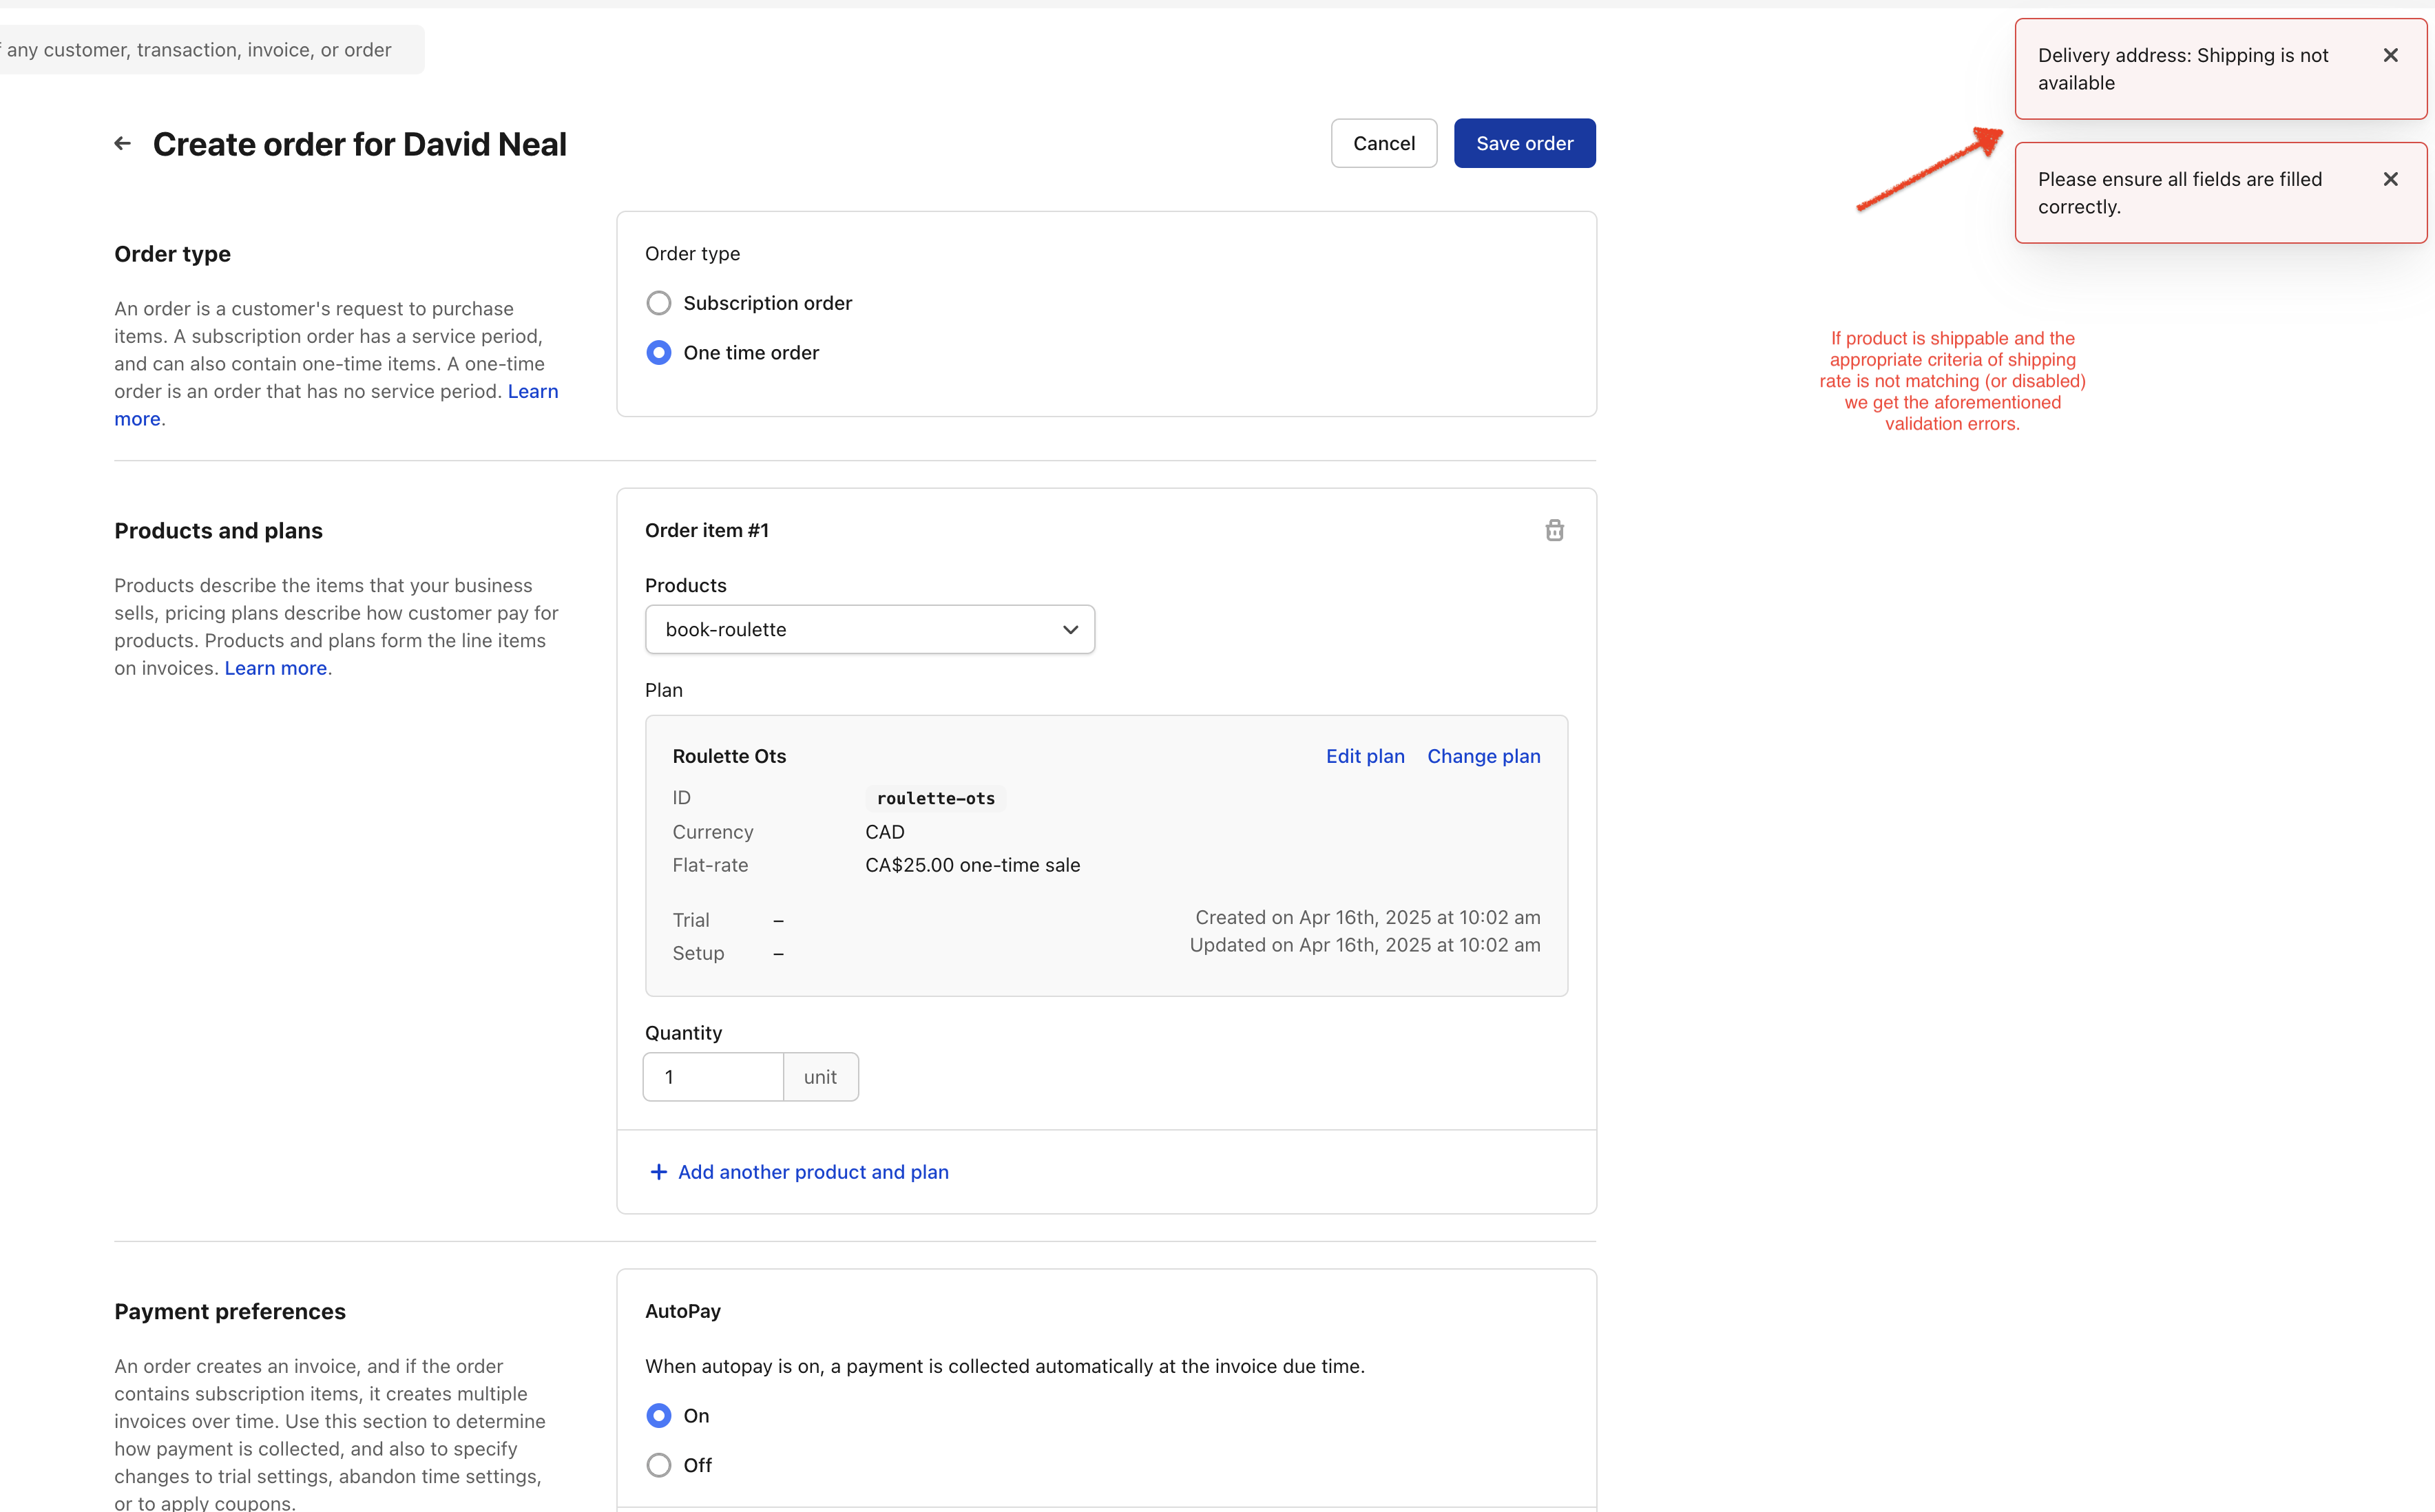 any customer, transaction, invoice, or order
Delivery address: Shipping is not
available
Create order for David Neal
Cancel
Save order
Please ensure all fields are filled
correctly.
Order type
An order is a customer's request to purchase
items. A subscription order has a service period,
and can also contain one-time items. A one-time
order is an order that has no service period. Learn
more.
Order type
Subscription order
One time order
If product is shippable and the
appropriate criteria of shipping
rate is not matching (or disabled)
we get the aforementioned
validation errors.
Products and plans
Products describe the items that your business
sells, pricing plans describe how customer pay for
products. Products and plans form the line items
on invoices. Learn more.
Order item #1
Products
book-roulette
Plan
Roulette Ots
Edit plan
Change plan
ID
roulette-ots
Currency
CAD
Flat-rate
CA$25.00 one-time sale
Trial
–
Created on Apr 16th, 2025 at 10:02 am
Updated on Apr 16th, 2025 at 10:02 am
Setup
–
Quantity
1
unit
+ Add another product and plan
Payment preferences
An order creates an invoice, and if the order
contains subscription items, it creates multiple
invoices over time. Use this section to determine
how payment is collected, and also to specify
changes to trial settings, abandon time settings,
or to apply coupons.
AutoPay
When autopay is on, a payment is collected automatically at the invoice due time.
On
Off